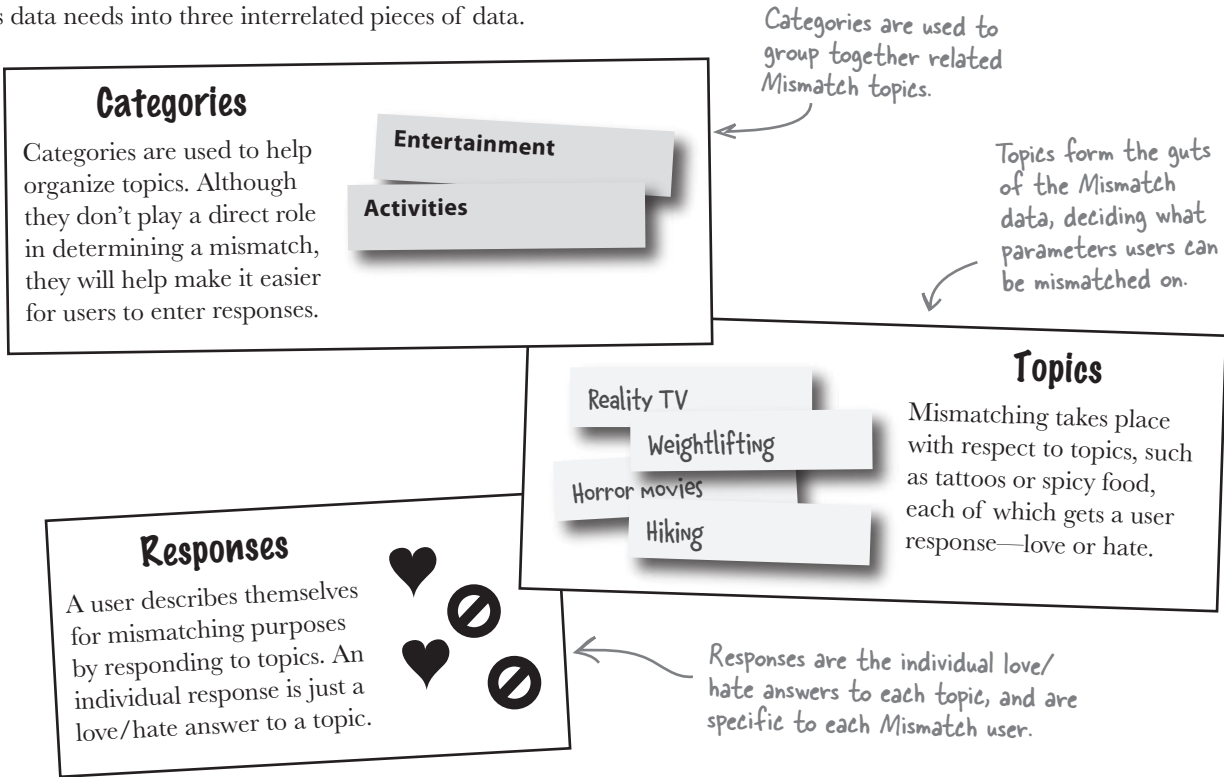 s data needs into three interrelated pieces of data.
Categories are used to
group together related
Mismatch topics.
Categories
Categories are used to help
organize topics. Although
they don't play a direct role
in determining a mismatch,
they will help make it easier
for users to enter responses.
Entertainment
Activities
Topics form the guts
of the Mismatch
data, deciding what
parameters users can
be mismatched on.
Reality TV
Weightlifting
Horror Movies
Hiking
Topics
Mismatching takes place
with respect to topics, such
as tattoos or spicy food,
each of which gets a user
response—love or hate.
Responses
A user describes themselves
for mismatching purposes
by responding to topics. An
individual response is just a
love/hate answer to a topic.
Responses are the individual love/
hate answers to each topic, and are
specific to each Mismatch user.